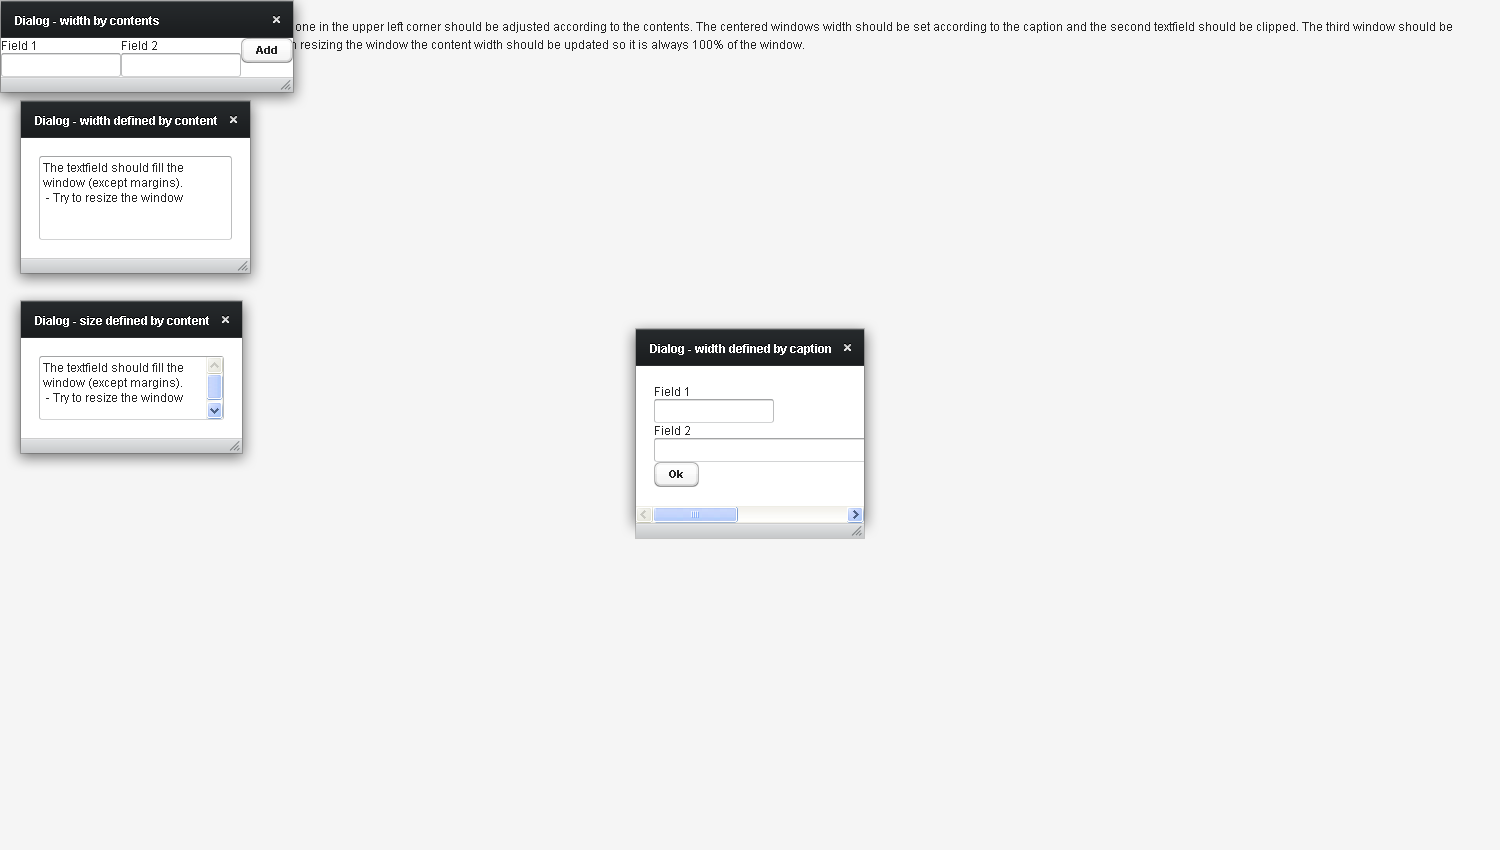 Dialog - width by contents
one in the upper left corner should be adjusted according to the contents. The centered windows width should be set according to the caption and the second textfield should be clipped. The third window should be
Field 1 Field 2 Add
resizing the window the content width should be updated so it is always 100% of the window.
Dialog - width defined by content
The textfield should fill the
window (except margins).
- Try to resize the window
Dialog - size defined by content
The textfield should fill the
window (except margins).
- Try to resize the window
Dialog - width defined by caption
Field 1
Field 2
Ok